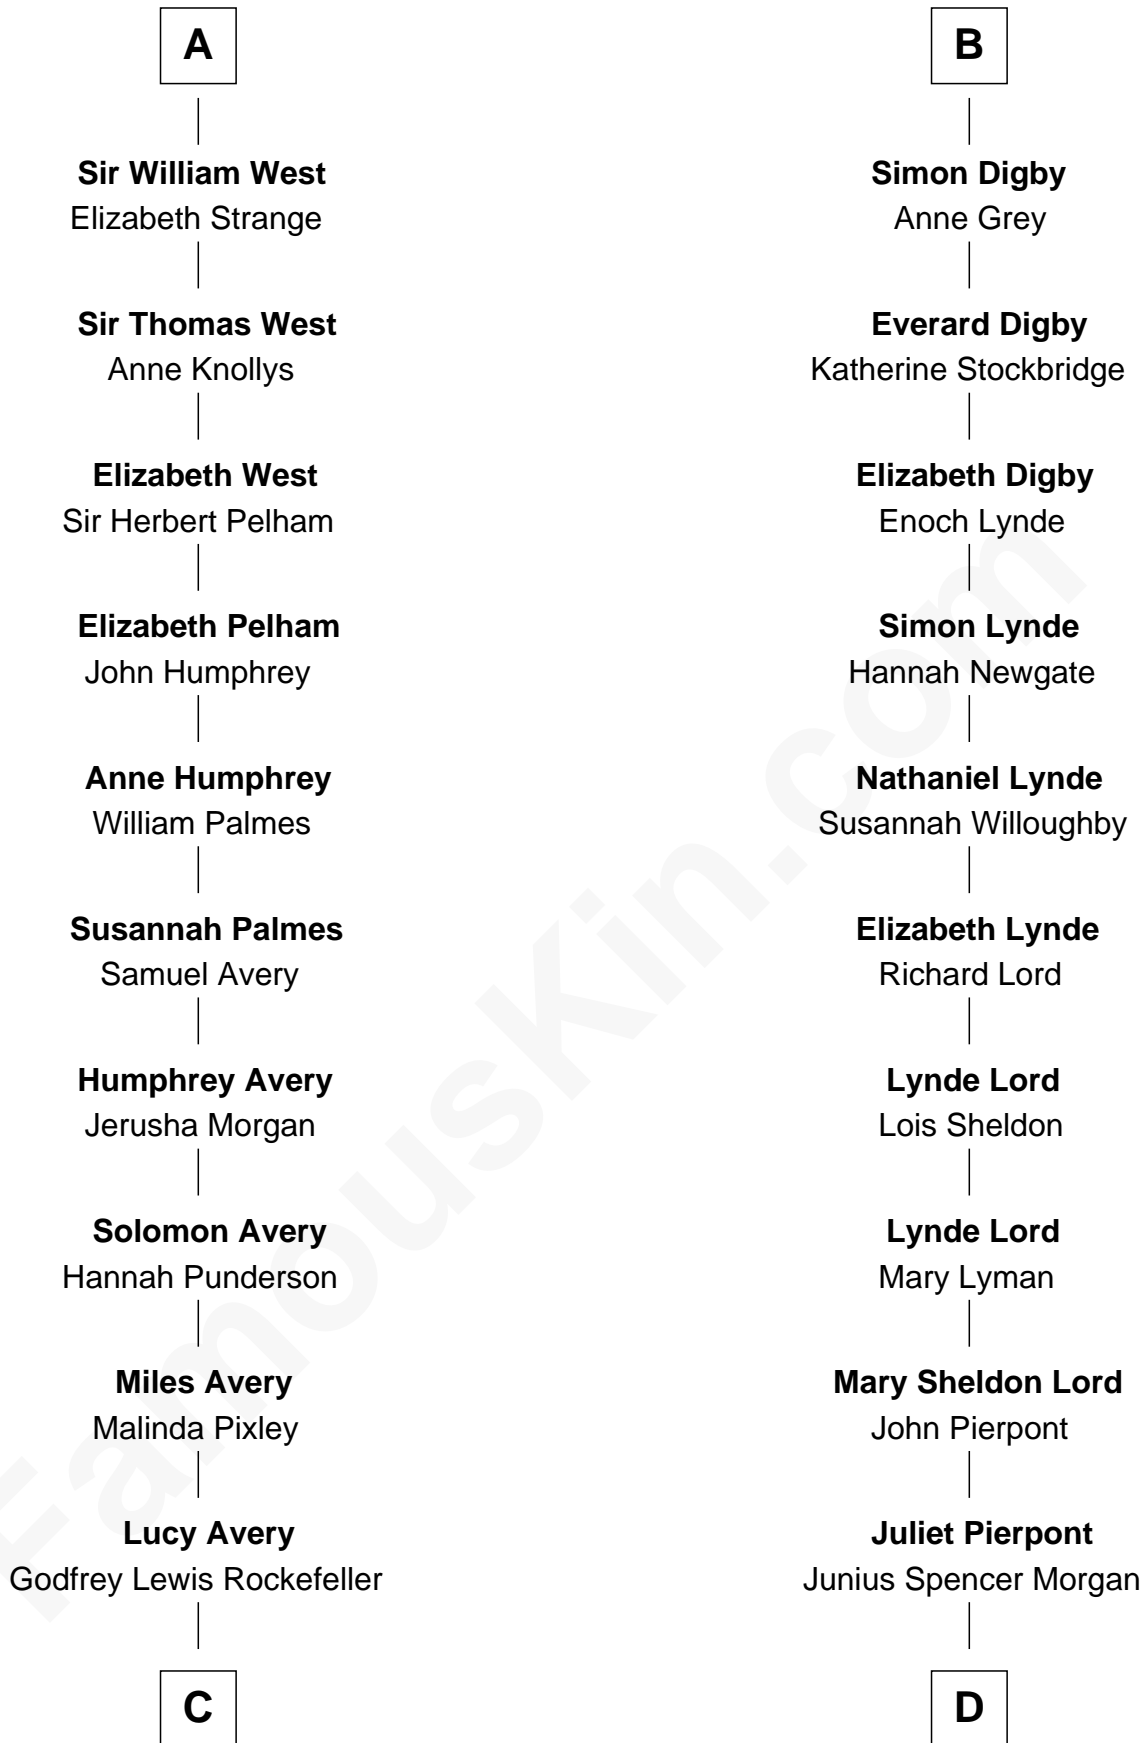 A
Sir William West
Elizabeth Strange
Sir Thomas West
Anne Knollys
Elizabeth West
Sir Herbert Pelham
Elizabeth Pelham
John Humphrey
Anne Humphrey
William Palmes
Susannah Palmes
Samuel Avery
Humphrey Avery
Jerusha Morgan
Solomon Avery
Hannah Punderson
Miles Avery
Malinda Pixley
Lucy Avery
Godfrey Lewis Rockefeller
C
B
Simon Digby
Anne Grey
Everard Digby
Katherine Stockbridge
Elizabeth Digby
Enoch Lynde
Simon Lynde
Hannah Newgate
Nathaniel Lynde
Susannah Willoughby
Elizabeth Lynde
Richard Lord
Lynde Lord
Lois Sheldon
Lynde Lord
Mary Lyman
Mary Sheldon Lord
John Pierpont
Juliet Pierpont
Junius Spencer Morgan
D
FamousKin.com